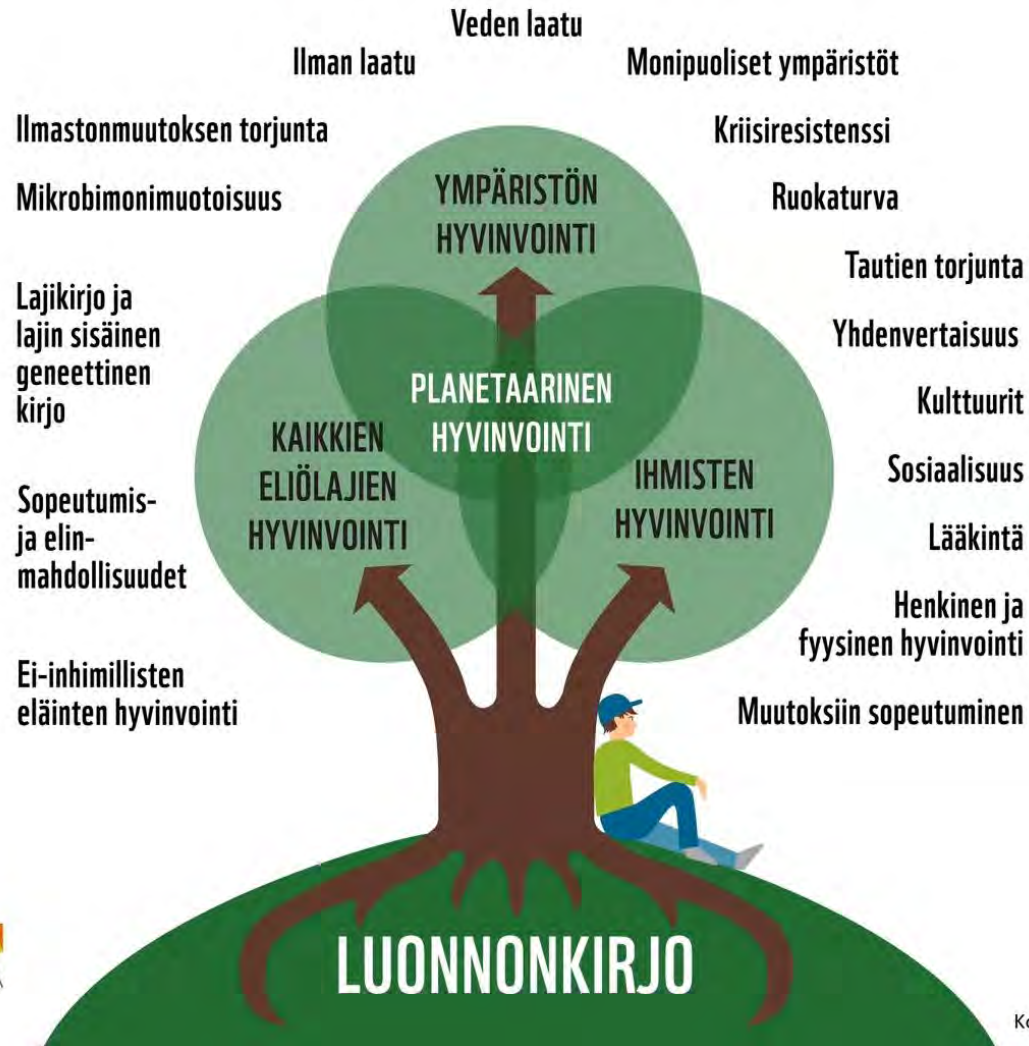 Veden laatu
Ilman laatu
Monipuoliset ympäristöt
Ilmastonmuutoksen torjunta
Kriisiresistenssi
Mikrobimonimuotoisuus
Ruokaturva
Tautien torjunta
Lajikirjo ja
lajin sisäinen
geneettinen
kirjo
Yhdenvertaisuus
Kulttuurit
Sosiaalisuus
Sopeutumis-
ja elin-
mahdollisuudet
Lääkintä
Henkinen ja
fyysinen hyvinvointi
Ei-inhimillisten
eläinten hyvinvointi
Muutoksiin sopeutuminen
YMPÄRISTÖN
HYVINVOINTI
PLANETAARINEN
HYVINVOINTI
KAIKKIEN
ELIÖLAJIEN
HYVINVOINTI
IHMISTEN
HYVINVOINTI
LUONNONKIRJO